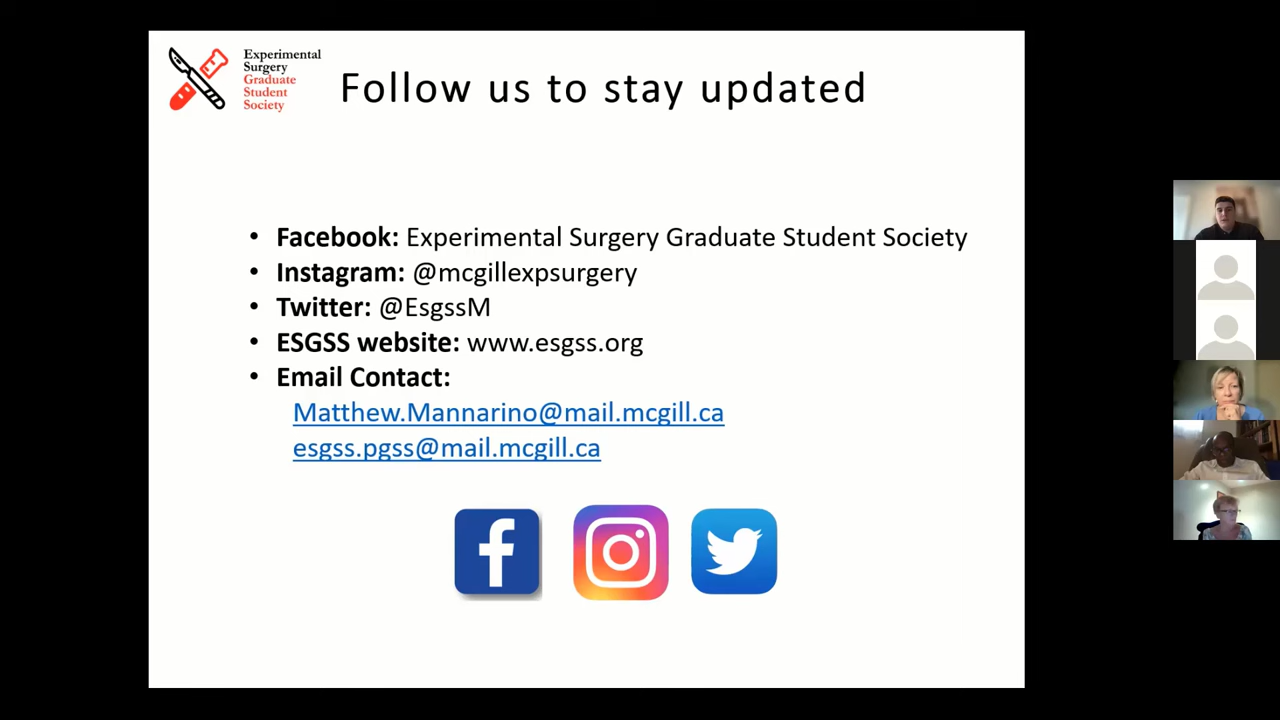 Experimental
Surgery
Graduate
Student
Society
Follow us to stay updated
• Facebook: Experimental Surgery Graduate Student Society
• Instagram: @mcgillexpsurgery
• Twitter: @EsgssM
• ESGSS website: www.esgss.org
• Email Contact:
Matthew.Mannarino@mail.mcgill.ca
esgss.pgss@mail.mcgill.ca